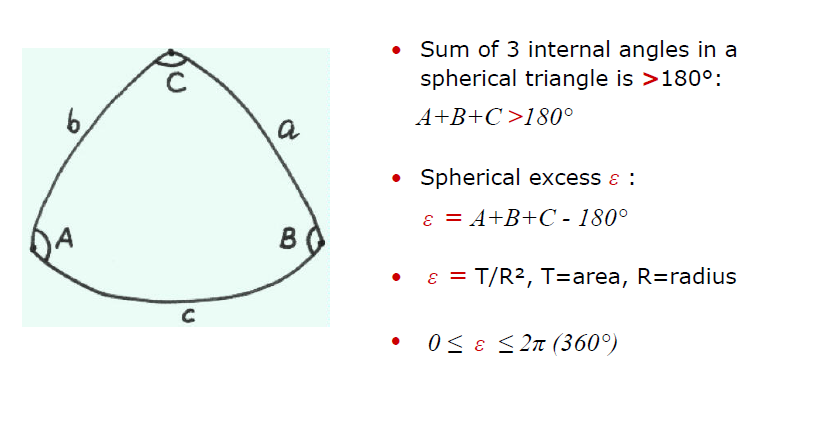 C
b
a
A
B
c
• Sum of 3 internal angles in a
spherical triangle is >180°:
A+B+C >180°
• Spherical excess ε :
ε = A+B+C - 180°
• ε = T/R², T=area, R=radius
• 0 ≤ ε ≤ 2π (360°)